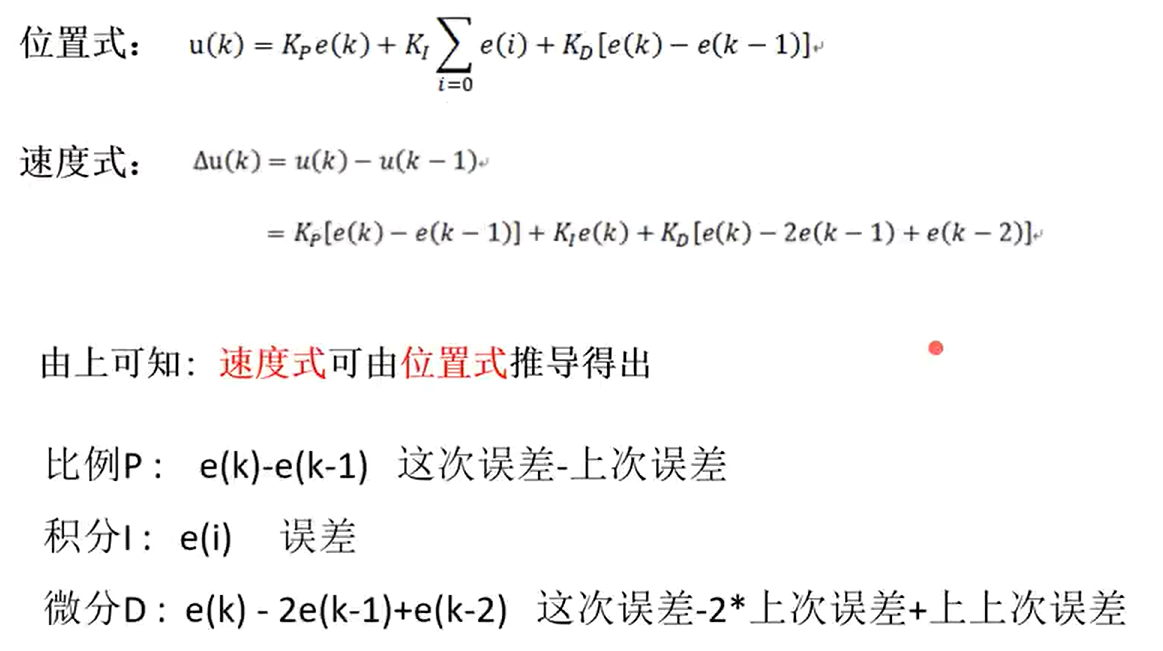 位置式： u(k) = K_P e(k) + K_I ∑_{i=0} e(i) + K_D [e(k) − e(k − 1)]↵
速度式： Δu(k) = u(k) − u(k − 1)↵
= K_P[e(k) − e(k − 1)] + K_I e(k) + K_D [e(k) − 2e(k − 1) + e(k − 2)]↵
由上可知：速度式可由位置式推导得出
比例P： e(k)-e(k-1) 这次误差-上次误差
积分I： e(i) 误差
微分D：e(k) - 2e(k-1)+e(k-2) 这次误差-2*上次误差+上上次误差